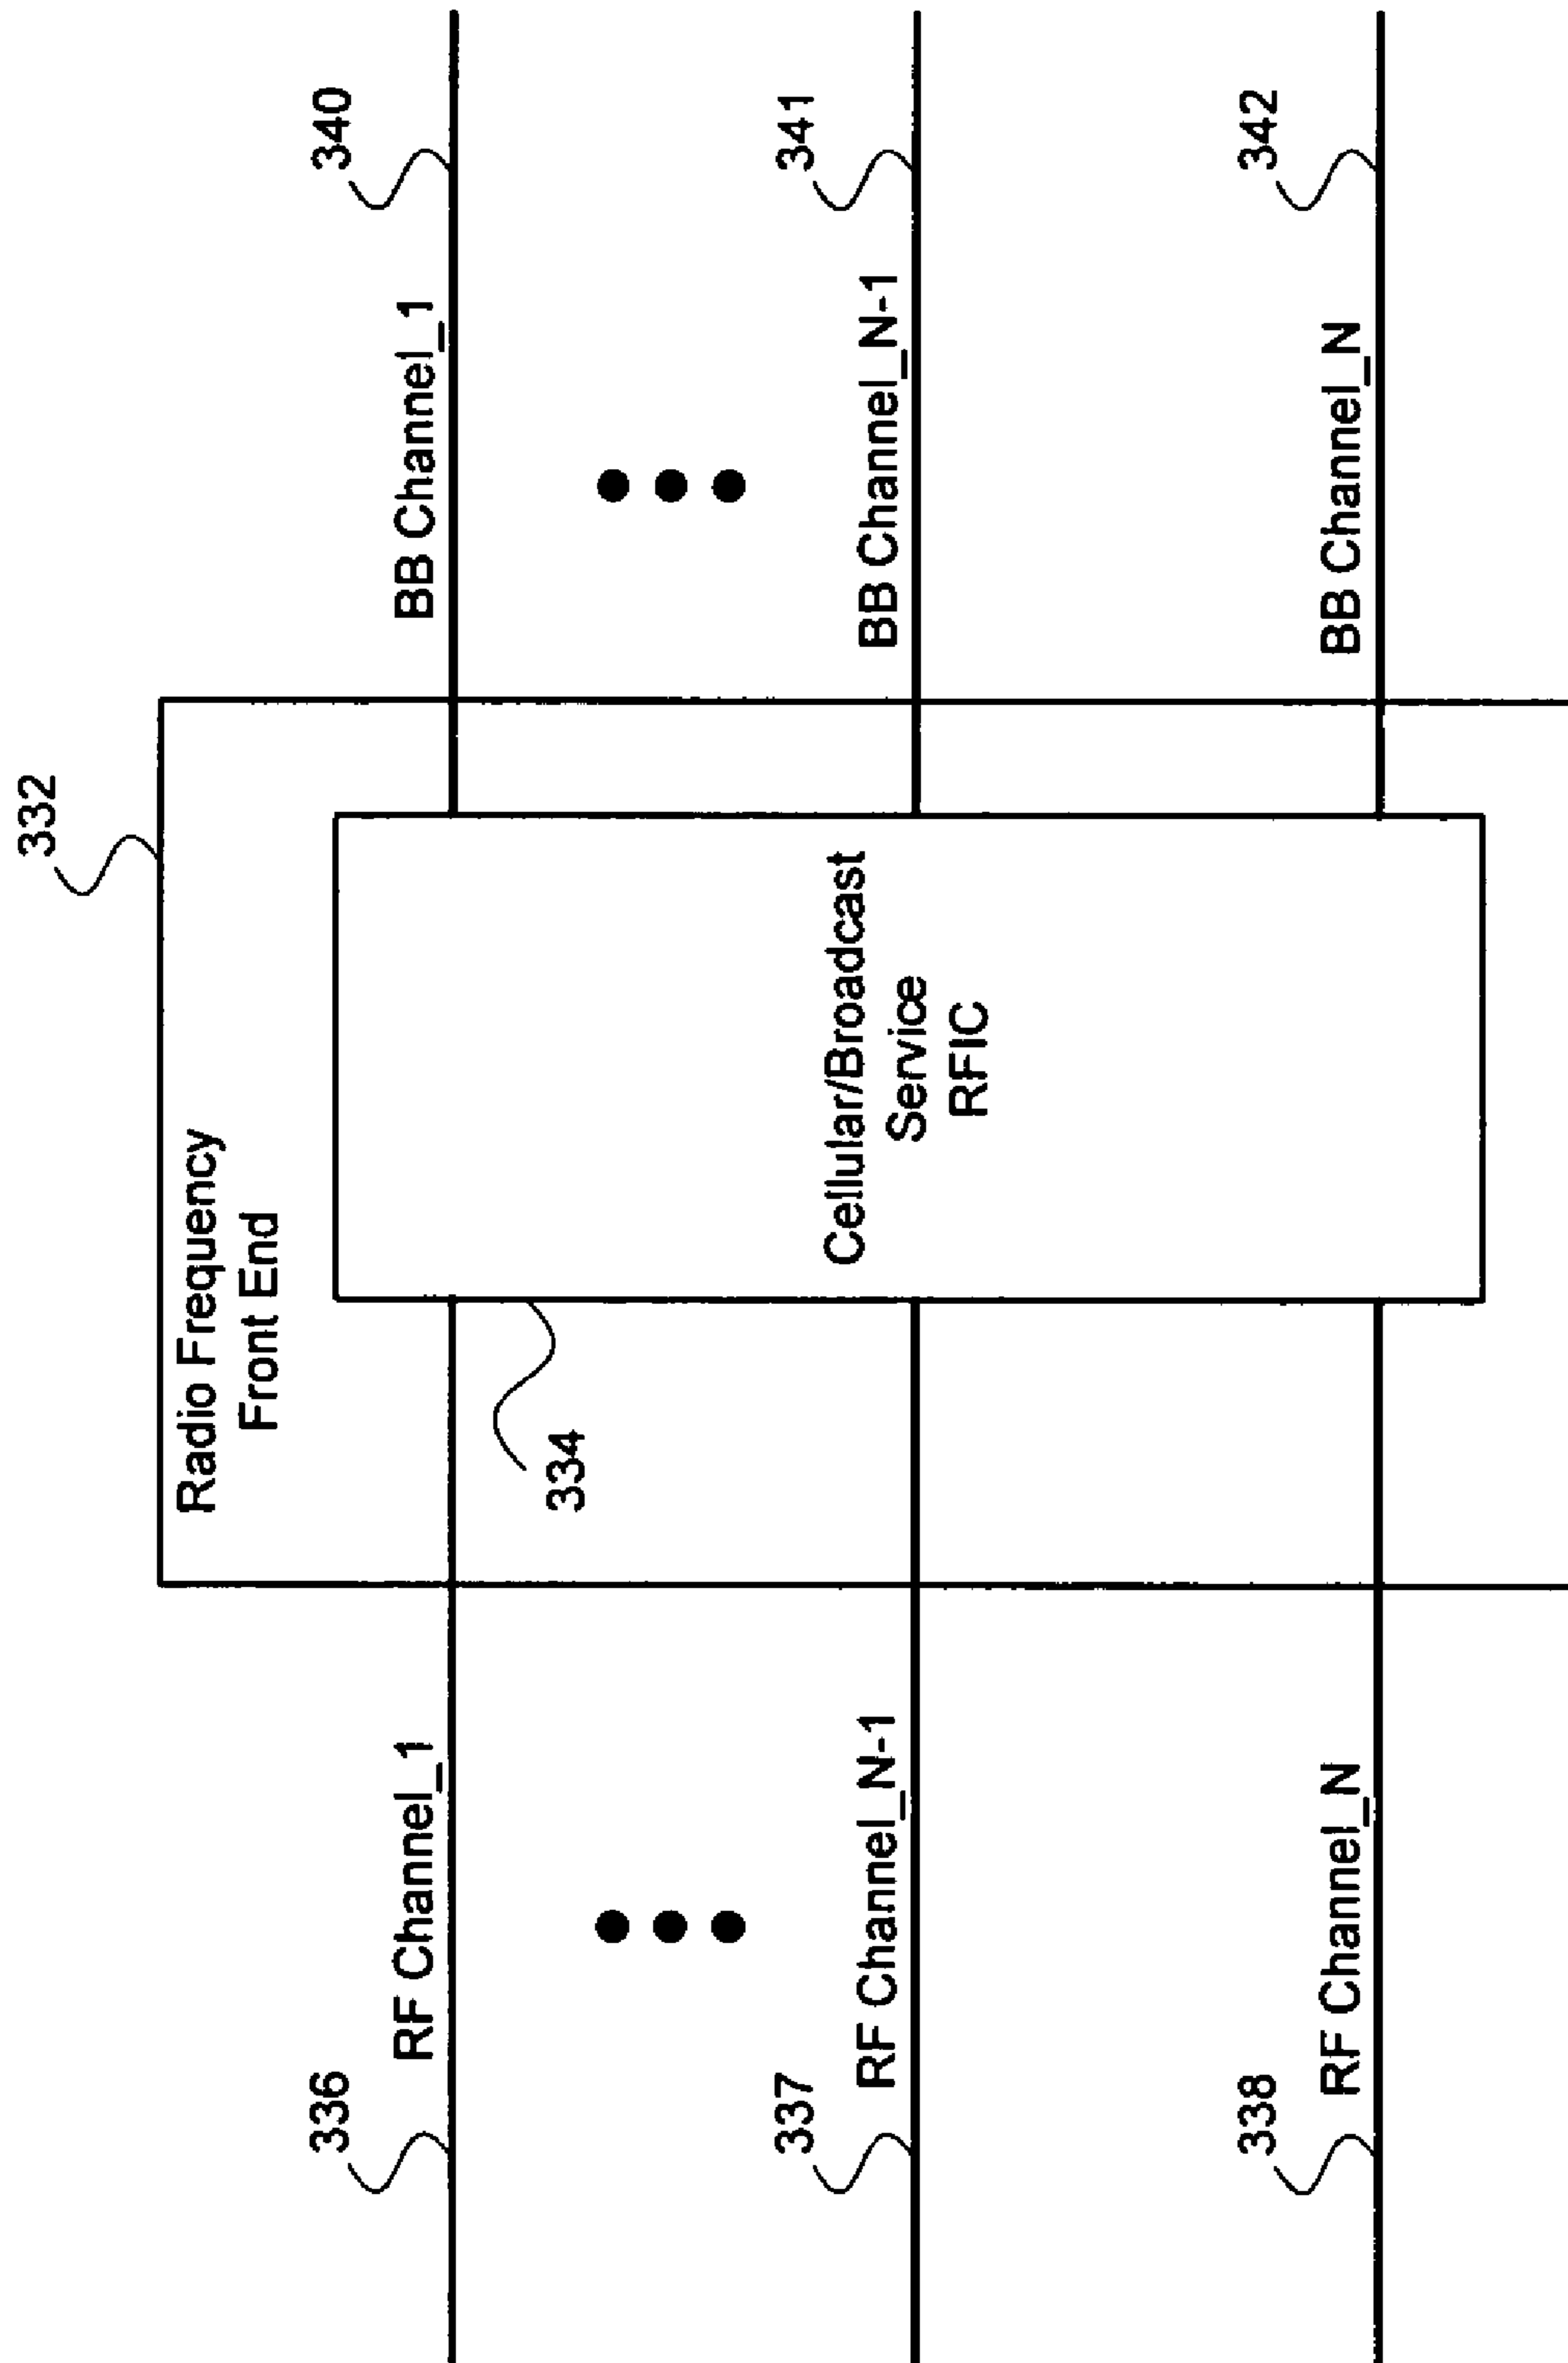 332
Radio Frequency
Front End
336
RF Channel_1
340
BB Channel_1
334
Cellular/Broadcast
Service
RFIC
337
RF Channel_N-1
341
BB Channel_N-1
338
RF Channel_N
342
BB Channel_N